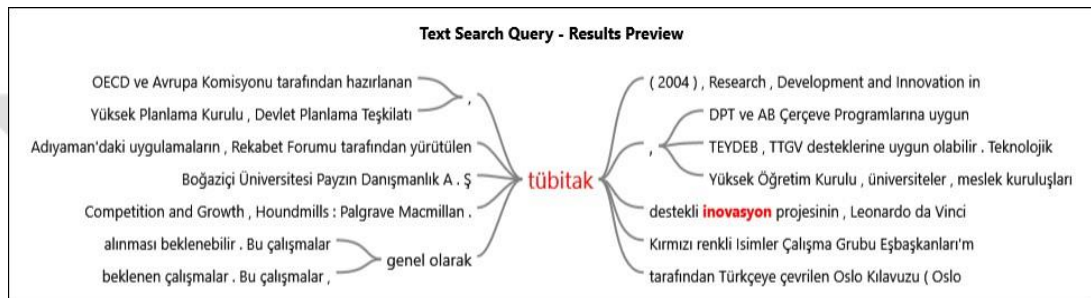 Text Search Query - Results Preview
OECD ve Avrupa Komisyonu tarafından hazırlanan
Yüksek Planlama Kurulu , Devlet Planlama Teşkilatı
,
Adıyaman'daki uygulamaların , Rekabet Forumu tarafından yürütülen
Boğaziçi Üniversitesi Payzın Danışmanlık A . Ş
Competition and Growth , Houndmills : Palgrave Macmillan .
alınması beklenebilir . Bu çalışmalar
beklenen çalışmalar . Bu çalışmalar ,
genel olarak
tübitak
( 2004 ) , Research , Development and Innovation in
,
DPT ve AB Çerçeve Programlarına uygun
TEYDEB , TTGV desteklerine uygun olabilir . Teknolojik
Yüksek Öğretim Kurulu , üniversiteler , meslek kuruluşları
destekli inovasyon projesinin , Leonardo da Vinci
Kırmızı renkli Isimler Çalışma Grubu Eşbaşkanları'm
tarafından Türkçeye çevrilen Oslo Kılavuzu ( Oslo